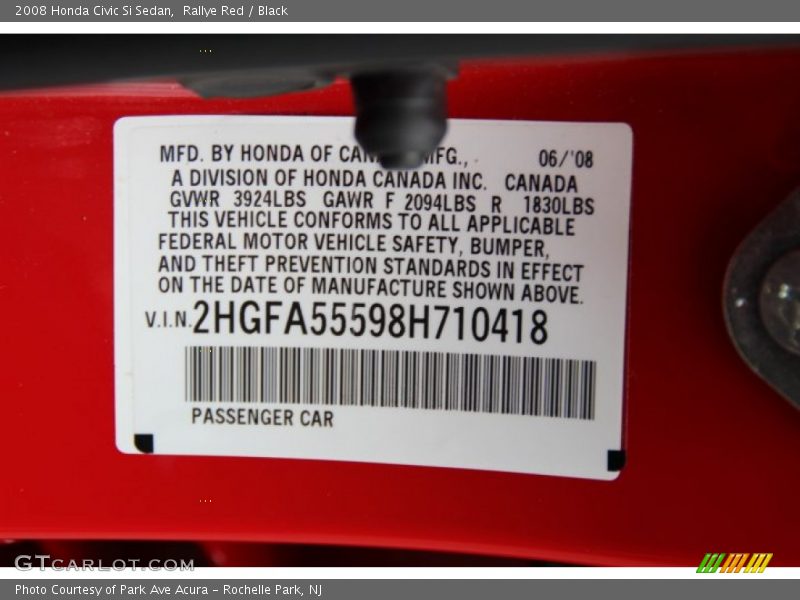 2008 Honda Civic Si Sedan, Rallye Red / Black
MFD. BY HONDA OF MFG., 06/'08
A DIVISION OF HONDA CANADA INC. CANADA
GVWR 3924LBS GAWR F 2094LBS R 1830LBS
THIS VEHICLE CONFORMS TO ALL APPLICABLE
FEDERAL MOTOR VEHICLE SAFETY, BUMPER,
AND THEFT PREVENTION STANDARDS IN EFFECT
ON THE DATE OF MANUFACTURE SHOWN ABOVE.
V.I.N. 2HGFA55598H710418
PASSENGER CAR
GTCARLOT.COM
Photo Courtesy of Park Ave Acura - Rochelle Park, NJ